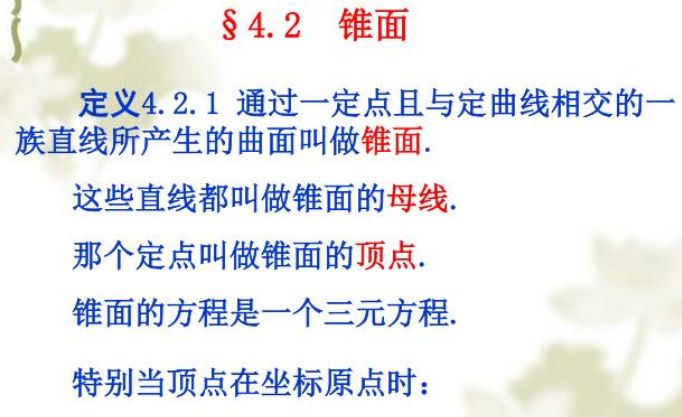 §4.2 锥面
定义4.2.1 通过一定点且与定曲线相交的一
族直线所产生的曲面叫做锥面.
这些直线都叫做锥面的母线.
那个定点叫做锥面的顶点.
锥面的方程是一个三元方程.
特别当顶点在坐标原点时：